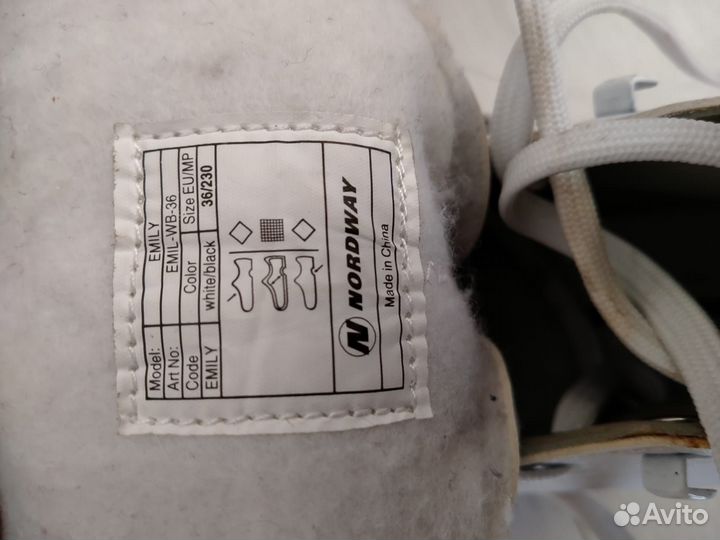 Model: EMILY
Art No: EMIL-WB-36
Code Color Size EU/MP
EMILY white/black 36/230
NORDWAY
Made in China
Avito